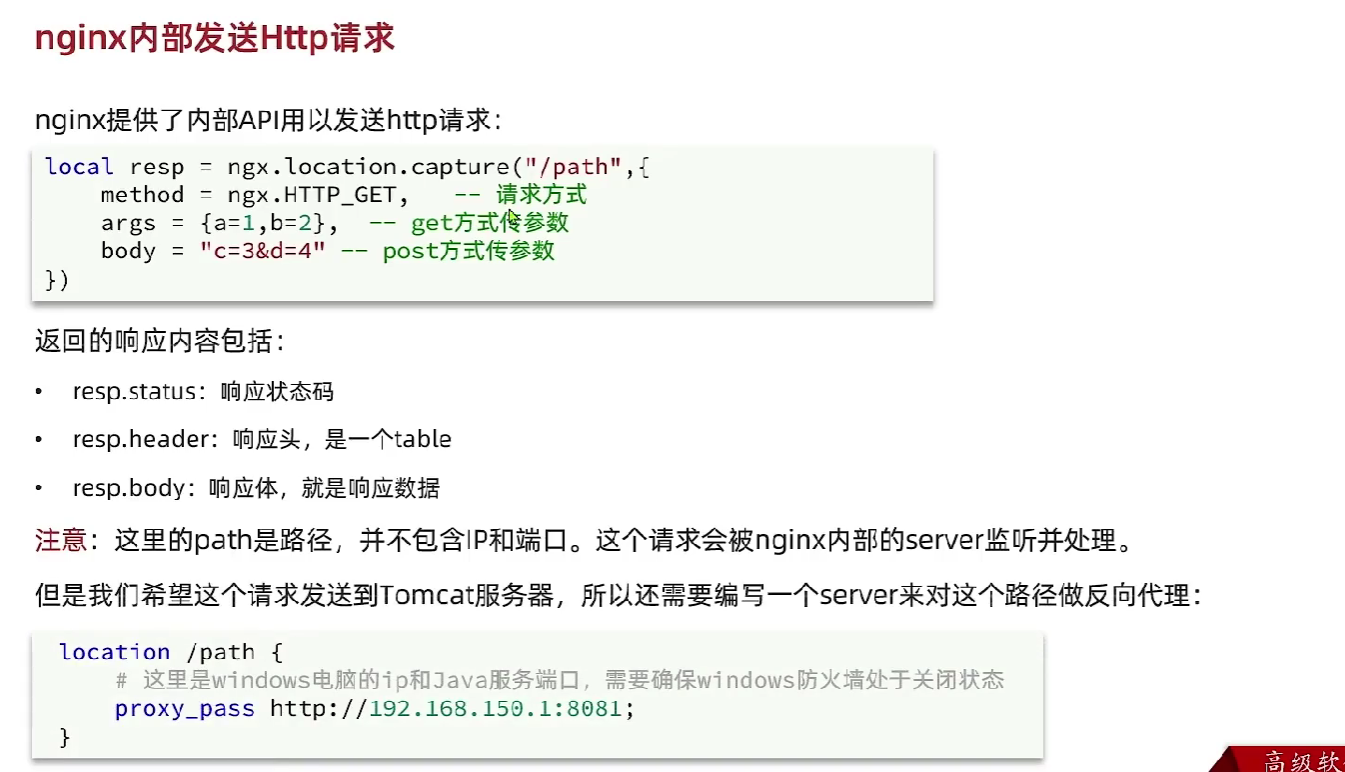 nginx内部发送Http请求
nginx提供了内部API用以发送http请求：
local resp = ngx.location.capture("/path",{
method = ngx.HTTP_GET,   -- 请求方式
args = {a=1,b=2},  -- get方式传参数
body = "c=3&d=4" -- post方式传参数
})
返回的响应内容包括：
• resp.status：响应状态码
• resp.header：响应头，是一个table
• resp.body：响应体，就是响应数据
注意：这里的path是路径，并不包含IP和端口。这个请求会被nginx内部的server监听并处理。
但是我们希望这个请求发送到Tomcat服务器，所以还需要编写一个server来对这个路径做反向代理：
location /path {
# 这里是windows电脑的ip和Java服务端口，需要确保windows防火墙处于关闭状态
proxy_pass http://192.168.150.1:8081;
}
高级软